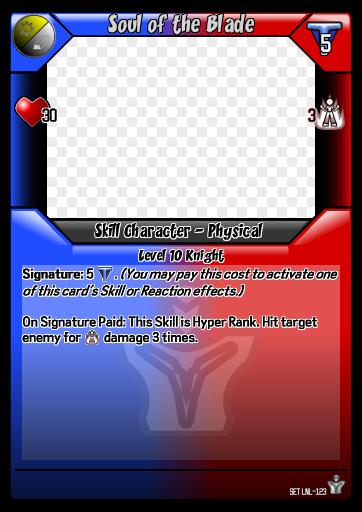 Soul of the Blade
5
30
3
Skill Character - Physical
Level 10 Knight
Signature: 5 . (You may pay this cost to activate one
of this card's Skill or Reaction effects.)
On Signature Paid: This Skill is Hyper Rank. Hit target
enemy for damage 3 times.
SET LNL-123